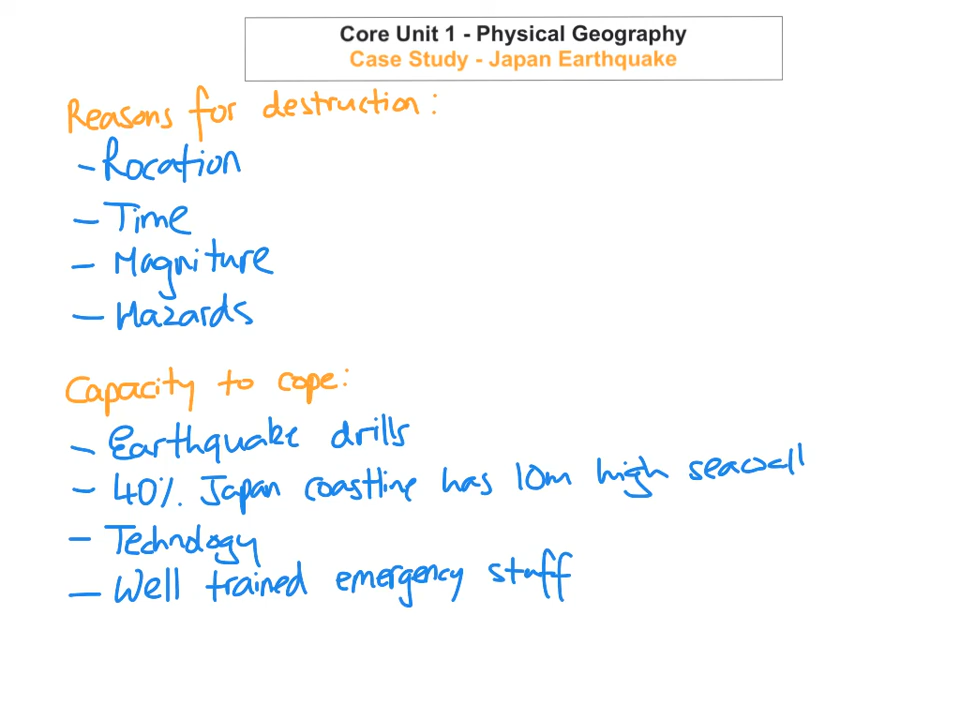 Core Unit 1 - Physical Geography
Case Study - Japan Earthquake
Reasons for destruction:
- Rocation
- Time
- Magniture
- Hazards
Capacity to cope:
- Earthquake drills
- 40% Japan coastline has 10m high seawall
- Technology
- Well trained emergency stuff